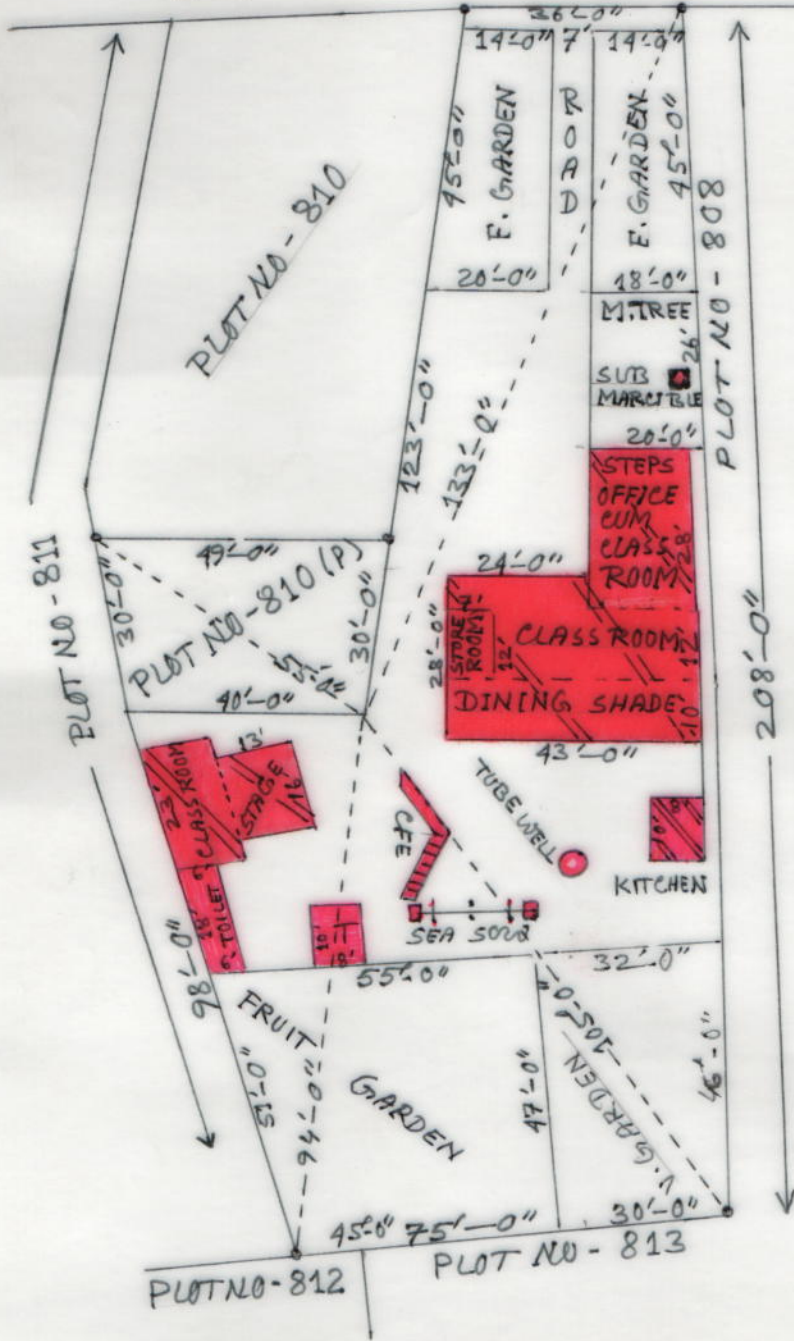 36'-0"
14'-0" 7' 14'-0"
45'-0"
F. GARDEN
ROAD
F. GARDEN
45'-0"
PLOT NO - 810
20'-0"
18'-0"
M.TREE
26'
SUB
MARCIBLE
PLOT NO - 808
123'-0"
133'-0"
20'-0"
STEPS
OFFICE
CUM
CLASS
ROOM
28'
PLOT NO - 811
49'-0"
24'-0"
30'-0"
PLOT NO - 810 (P)
30'-0"
55'-0"
28'-0"
STORE
ROOM
12'
CLASS ROOM
12'
208'-0"
40'-0"
DINING SHADE
10'
43'-0"
23'
CLASS ROOM
13'
STAGE
16'
TUBE WELL
KITCHEN
18'
TOILET
10'
8'
98'-0"
55'-0"
32'-0"
FRUIT
GARDEN
51'-0"
94'-0"
47'-0"
105'-0"
V. GARDEN
46'-0"
45'-0" 75'-0"
30'-0"
PLOT NO - 812
PLOT NO - 813